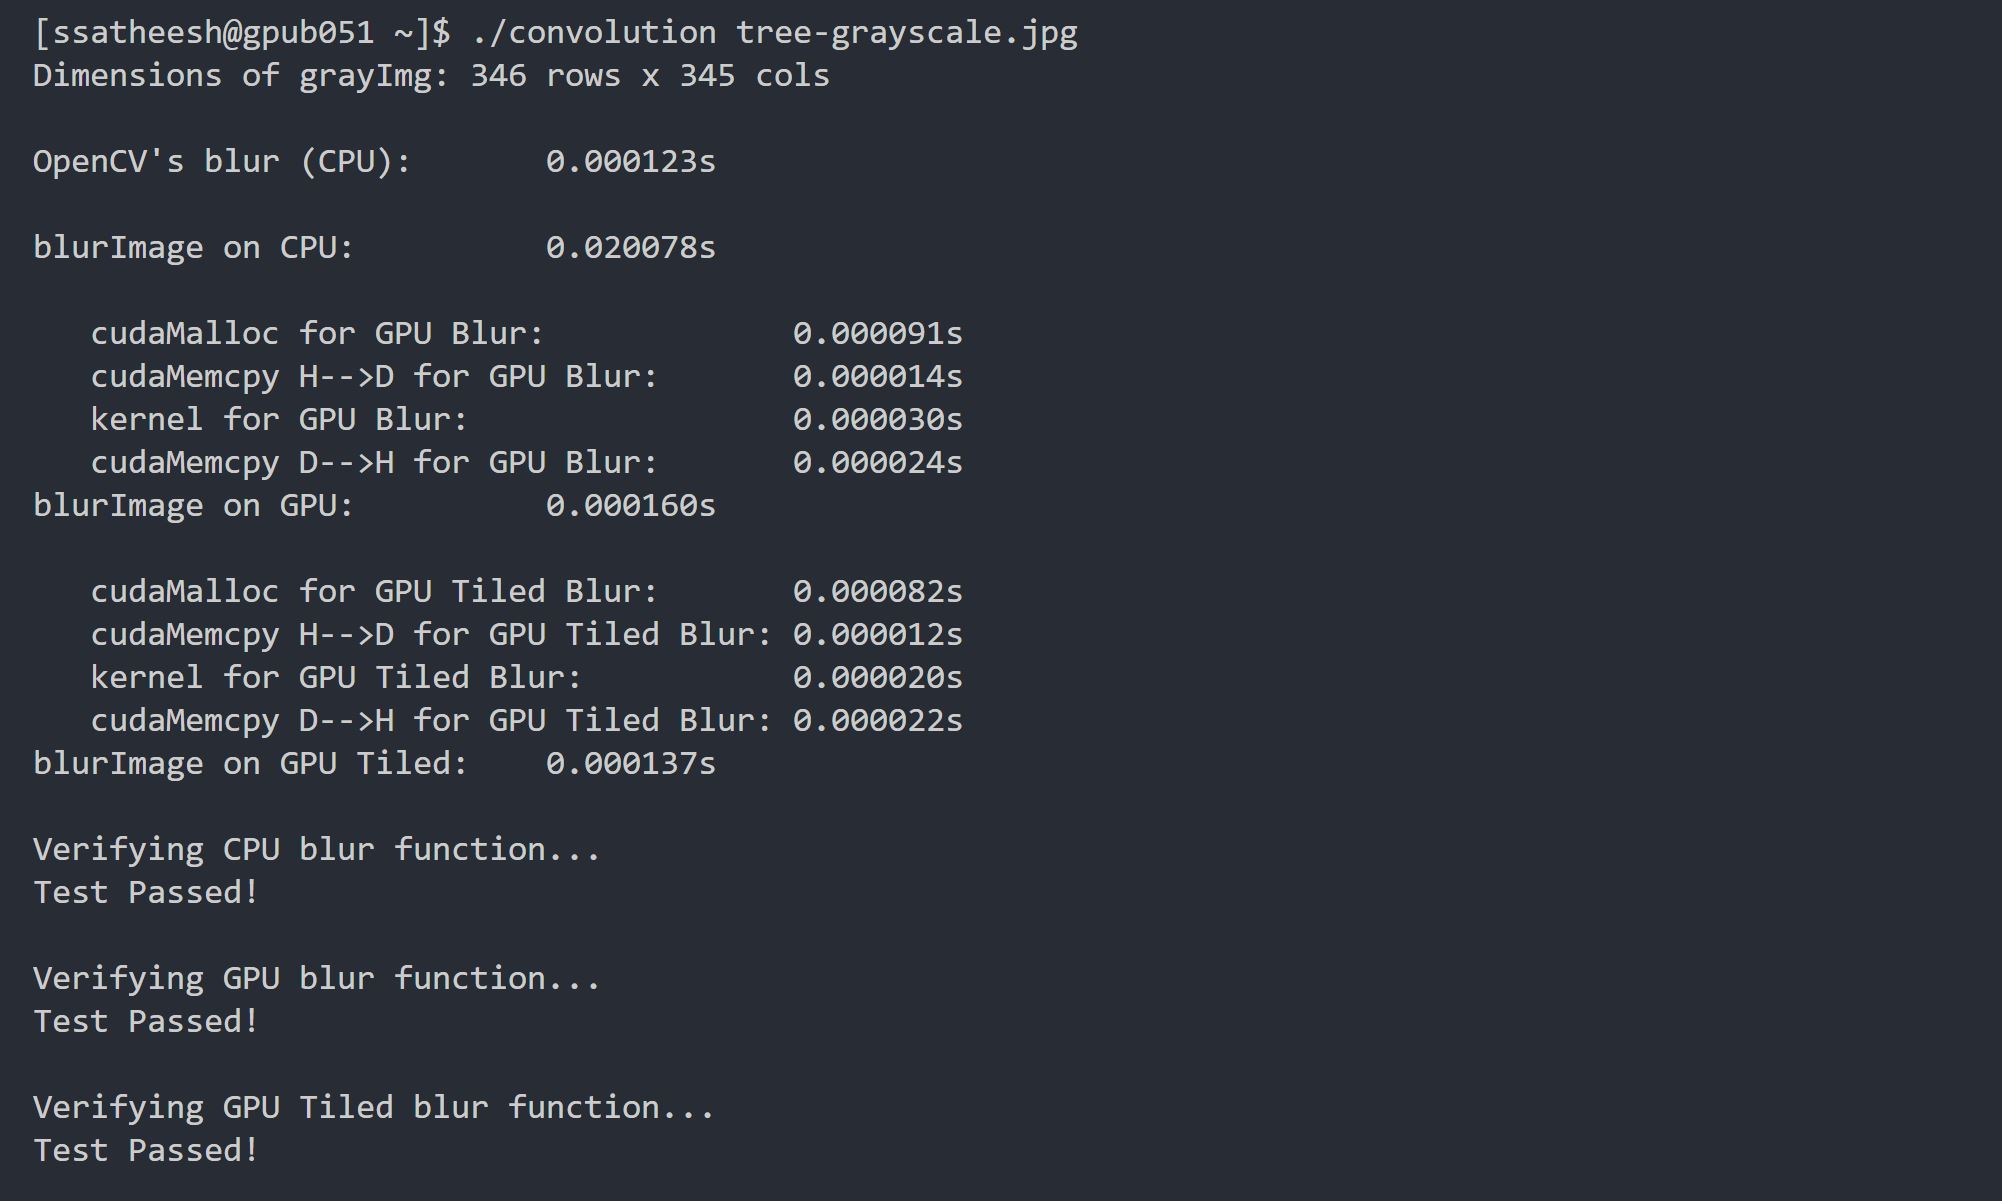 [ssatheesh@gpub051 ~]$ ./convolution tree-grayscale.jpg
Dimensions of grayImg: 346 rows x 345 cols

OpenCV's blur (CPU):       0.000123s

blurImage on CPU:          0.020078s

   cudaMalloc for GPU Blur:             0.000091s
   cudaMemcpy H-->D for GPU Blur:       0.000014s
   kernel for GPU Blur:                 0.000030s
   cudaMemcpy D-->H for GPU Blur:       0.000024s
blurImage on GPU:          0.000160s

   cudaMalloc for GPU Tiled Blur:       0.000082s
   cudaMemcpy H-->D for GPU Tiled Blur: 0.000012s
   kernel for GPU Tiled Blur:           0.000020s
   cudaMemcpy D-->H for GPU Tiled Blur: 0.000022s
blurImage on GPU Tiled:    0.000137s

Verifying CPU blur function...
Test Passed!

Verifying GPU blur function...
Test Passed!

Verifying GPU Tiled blur function...
Test Passed!